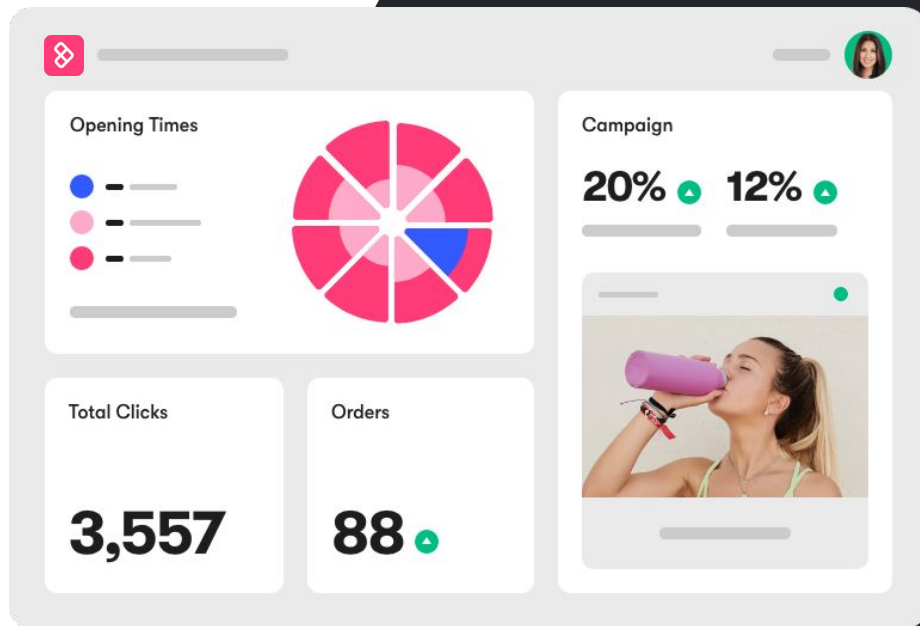 Opening Times
Campaign
20% 12%
Total Clicks
Orders
3,557
88